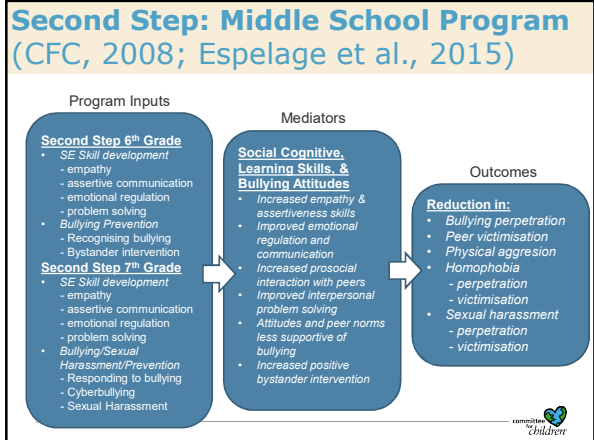 Second Step: Middle School Program
(CFC, 2008; Espelage et al., 2015)
Program Inputs
Second Step 6th Grade
• SE Skill development
- empathy
- assertive communication
- emotional regulation
- problem solving
• Bullying Prevention
- Recognising bullying
- Bystander intervention
Second Step 7th Grade
• SE Skill development
- empathy
- assertive communication
- emotional regulation
- problem solving
• Bullying/Sexual
Harassment/Prevention
- Responding to bullying
- Cyberbullying
- Sexual Harassment
Mediators
Social Cognitive,
Learning Skills, &
Bullying Attitudes
• Increased empathy &
assertiveness skills
• Improved emotional
regulation and
communication
• Increased prosocial
interaction with peers
• Improved interpersonal
problem solving
• Attitudes and peer norms
less supportive of
bullying
• Increased positive
bystander intervention
Outcomes
Reduction in:
• Bullying perpetration
• Peer victimisation
• Physical aggresion
• Homophobia
- perpetration
- victimisation
• Sexual harassment
- perpetration
- victimisation
committee
for
children